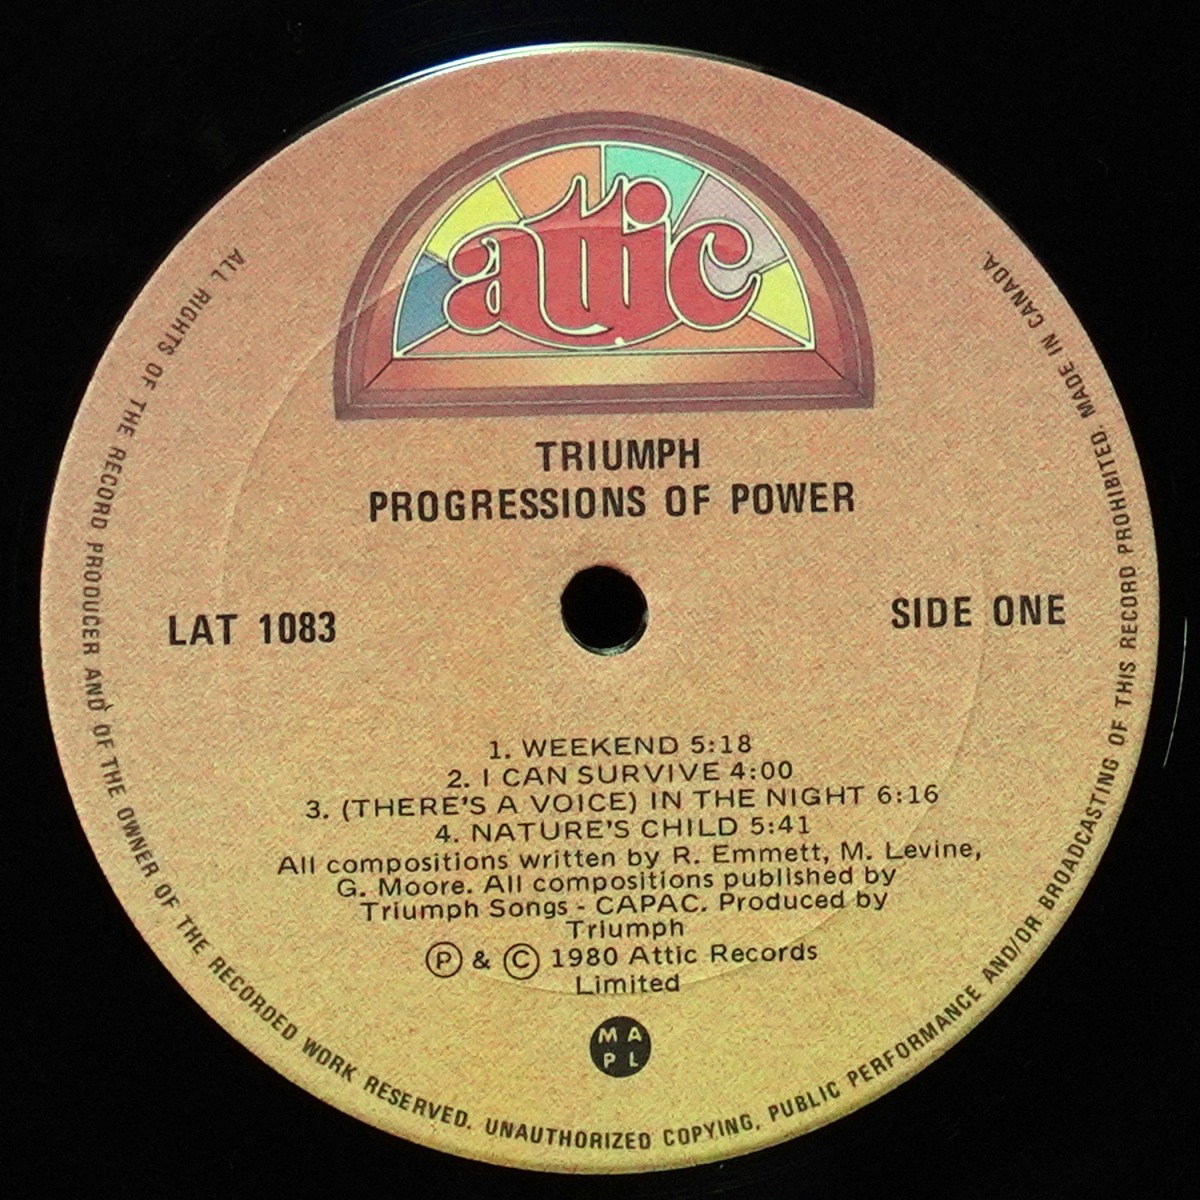 attic
TRIUMPH
PROGRESSIONS OF POWER
LAT 1083
SIDE ONE
1. WEEKEND 5:18
2. I CAN SURVIVE 4:00
3. (THERE'S A VOICE) IN THE NIGHT 6:16
4. NATURE'S CHILD 5:41
All compositions written by R. Emmett, M. Levine,
G. Moore. All compositions published by
Triumph Songs - CAPAC. Produced by
Triumph
Ⓟ & Ⓒ 1980 Attic Records
Limited
M A
P L
ALL RIGHTS OF THE RECORD PRODUCER AND OF THE OWNER OF THE RECORDED WORK RESERVED. UNAUTHORIZED COPYING, PUBLIC PERFORMANCE AND/OR BROADCASTING OF THIS RECORD PROHIBITED. MADE IN CANADA.